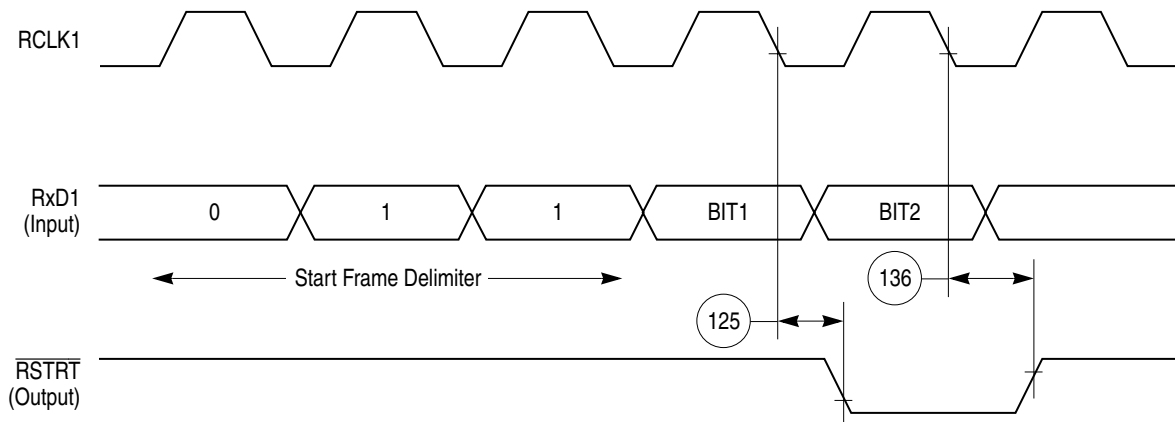 RCLK1
RxD1
(Input)
0
1
1
BIT1
BIT2
Start Frame Delimiter
136
125
RSTRT
(Output)